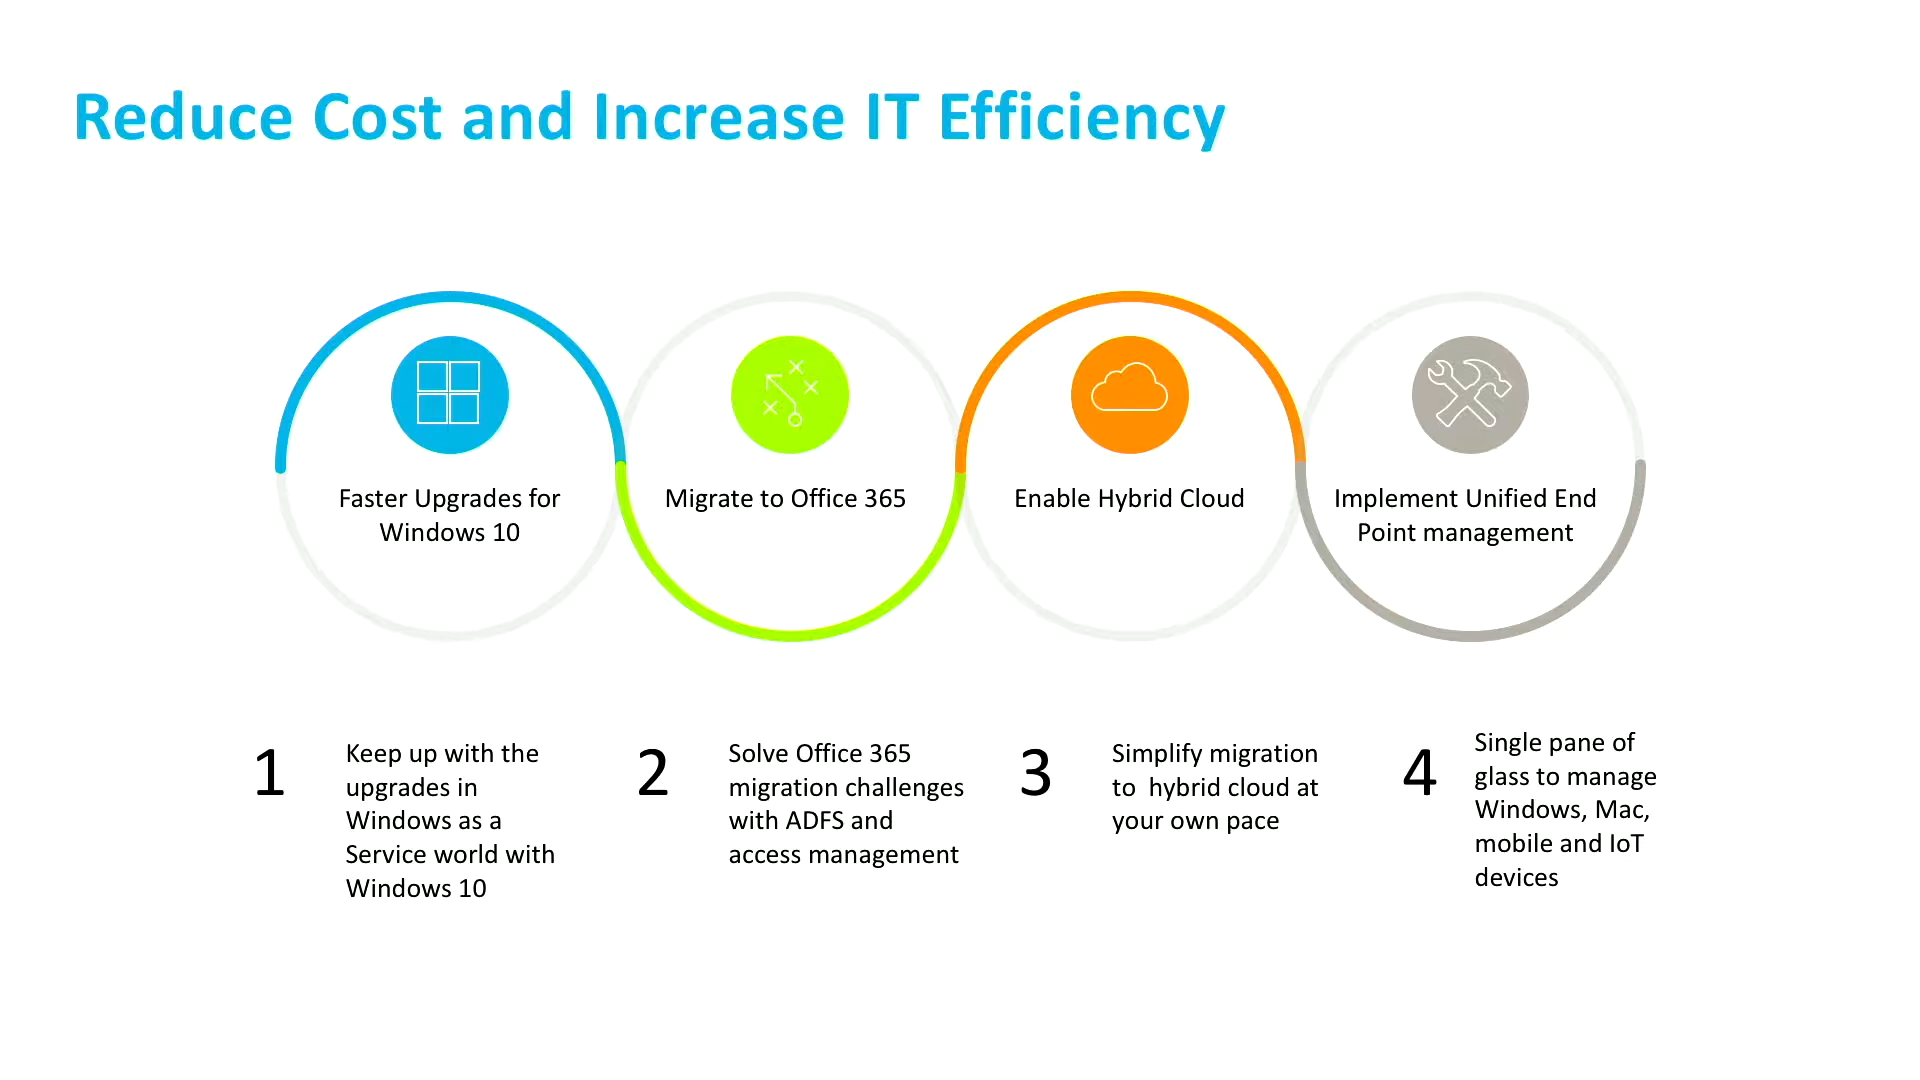 Reduce Cost and Increase IT Efficiency
Faster Upgrades for
Windows 10
Migrate to Office 365
Enable Hybrid Cloud
Implement Unified End
Point management
1
Keep up with the
upgrades in
Windows as a
Service world with
Windows 10
2
Solve Office 365
migration challenges
with ADFS and
access management
3
Simplify migration
to  hybrid cloud at
your own pace
4
Single pane of
glass to manage
Windows, Mac,
mobile and IoT
devices